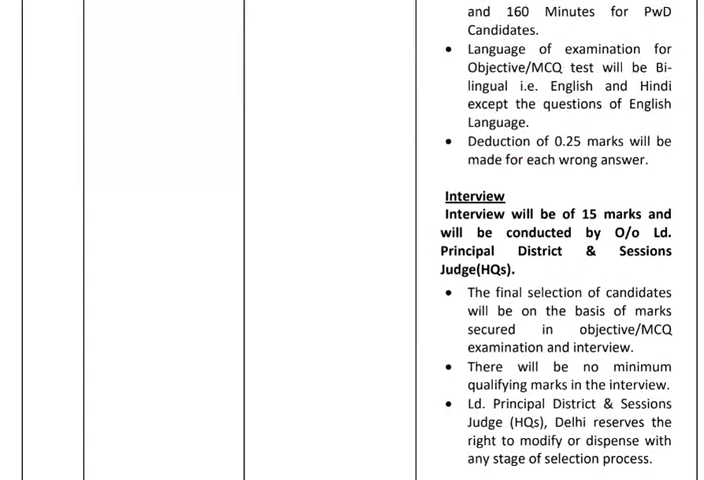 and 160 Minutes for PwD
Candidates.
• Language of examination for
Objective/MCQ test will be Bi-
lingual i.e. English and Hindi
except the questions of English
Language.
• Deduction of 0.25 marks will be
made for each wrong answer.
Interview
Interview will be of 15 marks and
will be conducted by O/o Ld.
Principal District & Sessions
Judge(HQs).
• The final selection of candidates
will be on the basis of marks
secured in objective/MCQ
examination and interview.
• There will be no minimum
qualifying marks in the interview.
• Ld. Principal District & Sessions
Judge (HQs), Delhi reserves the
right to modify or dispense with
any stage of selection process.